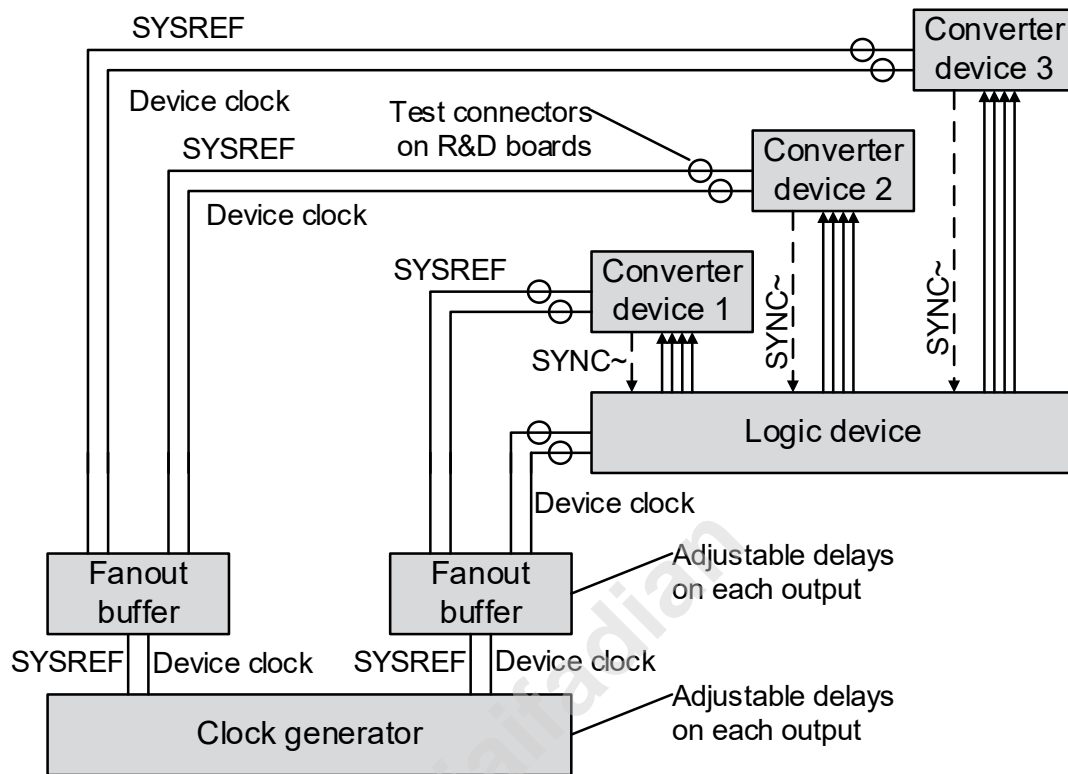 SYSREF
Converter
device 3
Device clock
Test connectors
on R&D boards
SYSREF
Converter
device 2
Device clock
SYSREF
Converter
device 1
SYNC~
SYNC~
SYNC~
Logic device
Device clock
Fanout
buffer
Fanout
buffer
Adjustable delays
on each output
SYSREF
Device clock
SYSREF
Device clock
Clock generator
Adjustable delays
on each output